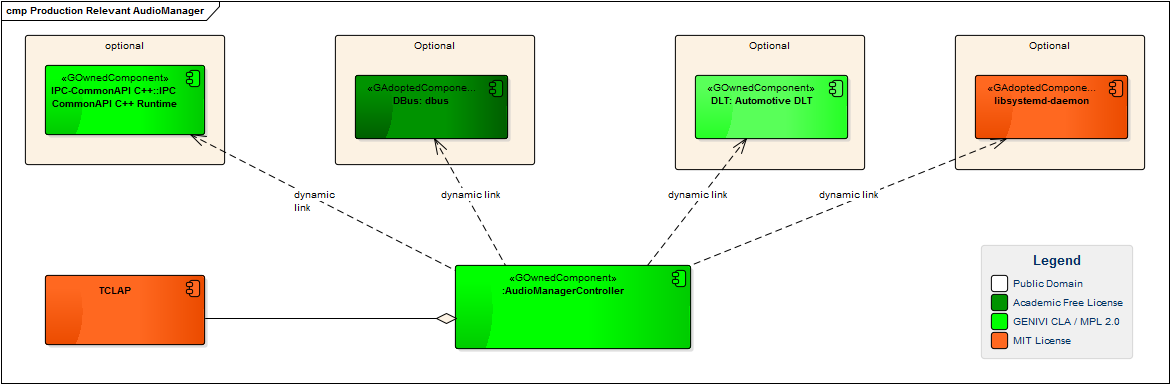 cmp Production Relevant AudioManager
optional
«GOwnedComponent»
IPC-CommonAPI C++::IPC
CommonAPI C++ Runtime
Optional
«GAdoptedCompone...
DBus: dbus
Optional
«GOwnedComponent»
DLT: Automotive DLT
Optional
«GAdoptedCompone...
libsystemd-daemon
dynamic
link
dynamic link
dynamic link
dynamic link
TCLAP
«GOwnedComponent»
:AudioManagerController
Legend
Public Domain
Academic Free License
GENIVI CLA / MPL 2.0
MIT License